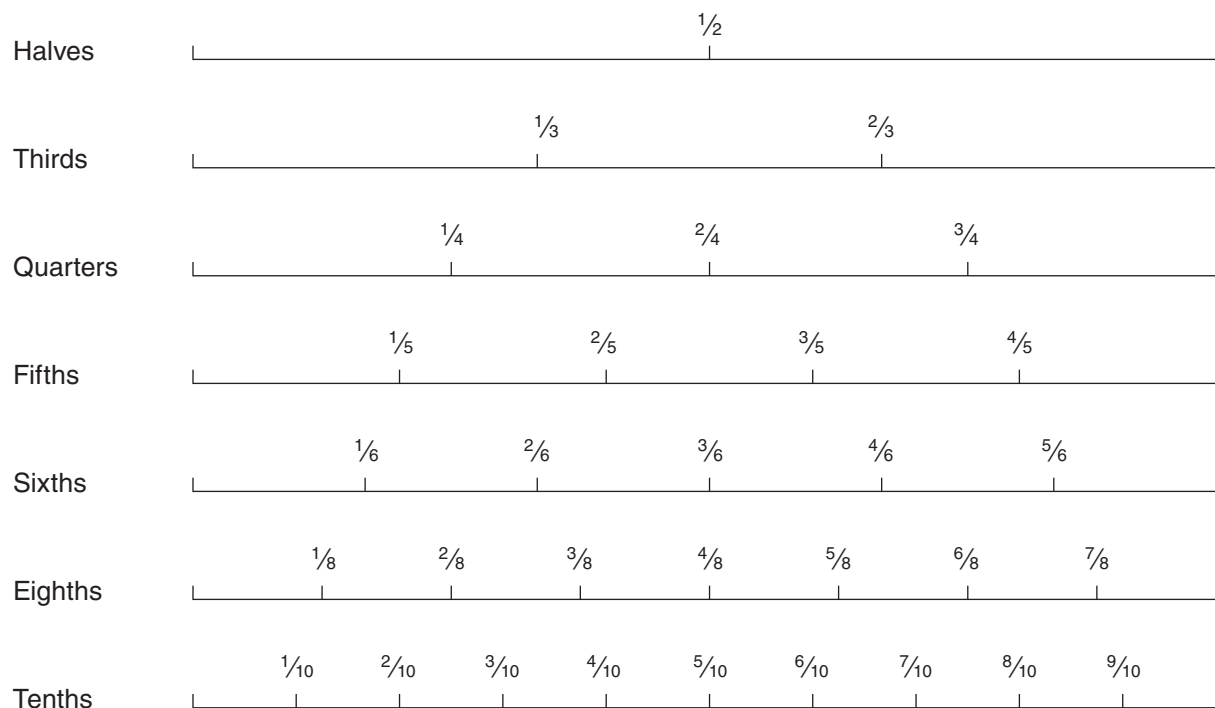 ½
Halves
⅓ ⅔
Thirds
¼ 2/4 ¾
Quarters
⅕ ⅖ ⅗ ⅘
Fifths
⅙ 2/6 3/6 4/6 ⅚
Sixths
⅛ 2/8 ⅜ 4/8 ⅝ 6/8 ⅞
Eighths
1/10 2/10 3/10 4/10 5/10 6/10 7/10 8/10 9/10
Tenths